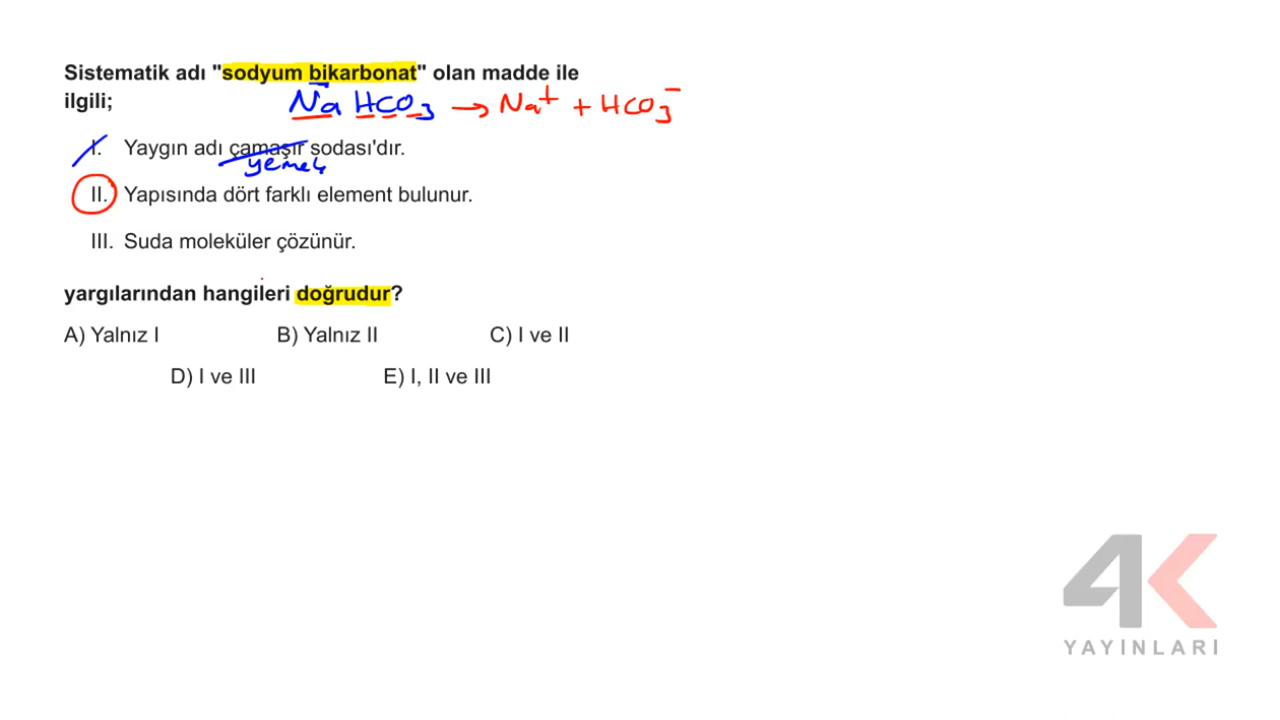 Sistematik adı "sodyum bikarbonat" olan madde ile
ilgili;
NaHCO3 → Na+ + HCO3-
I. Yaygın adı çamaşır sodası'dır.
yemek
II. Yapısında dört farklı element bulunur.
III. Suda moleküler çözünür.
yargılarından hangileri doğrudur?
A) Yalnız I B) Yalnız II C) I ve II
D) I ve III E) I, II ve III
4K
YAYINLARI